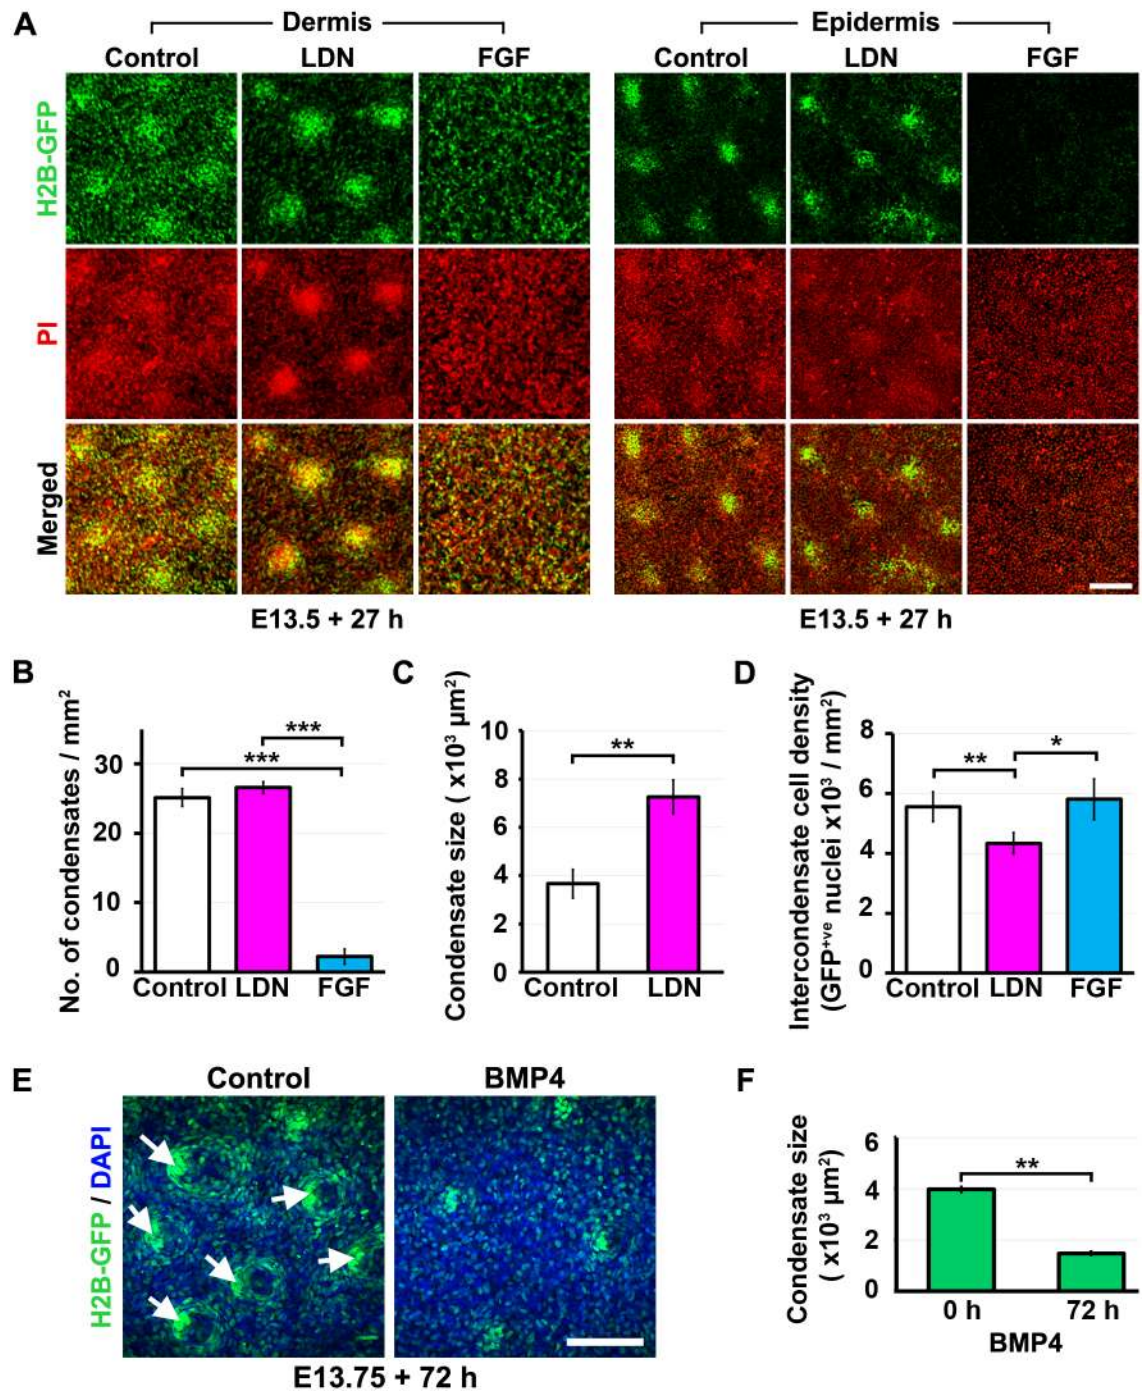 A
Dermis
Epidermis
Control LDN FGF
Control LDN FGF
H2B-GFP
PI
Merged
E13.5 + 27 h
E13.5 + 27 h
B
No. of condensates / mm²
30
20
10
0
***
***
Control LDN FGF
C
Condensate size ( x10³ µm²)
10
8
6
4
2
0
**
Control LDN
D
Intercondensate cell density
(GFP⁺ᵛᵉ nuclei x10³ / mm²)
8
6
4
2
0
**
*
Control LDN FGF
E
Control
BMP4
H2B-GFP / DAPI
E13.75 + 72 h
F
Condensate size
( x10³ µm²)
6
4
2
0
**
0 h
72 h
BMP4